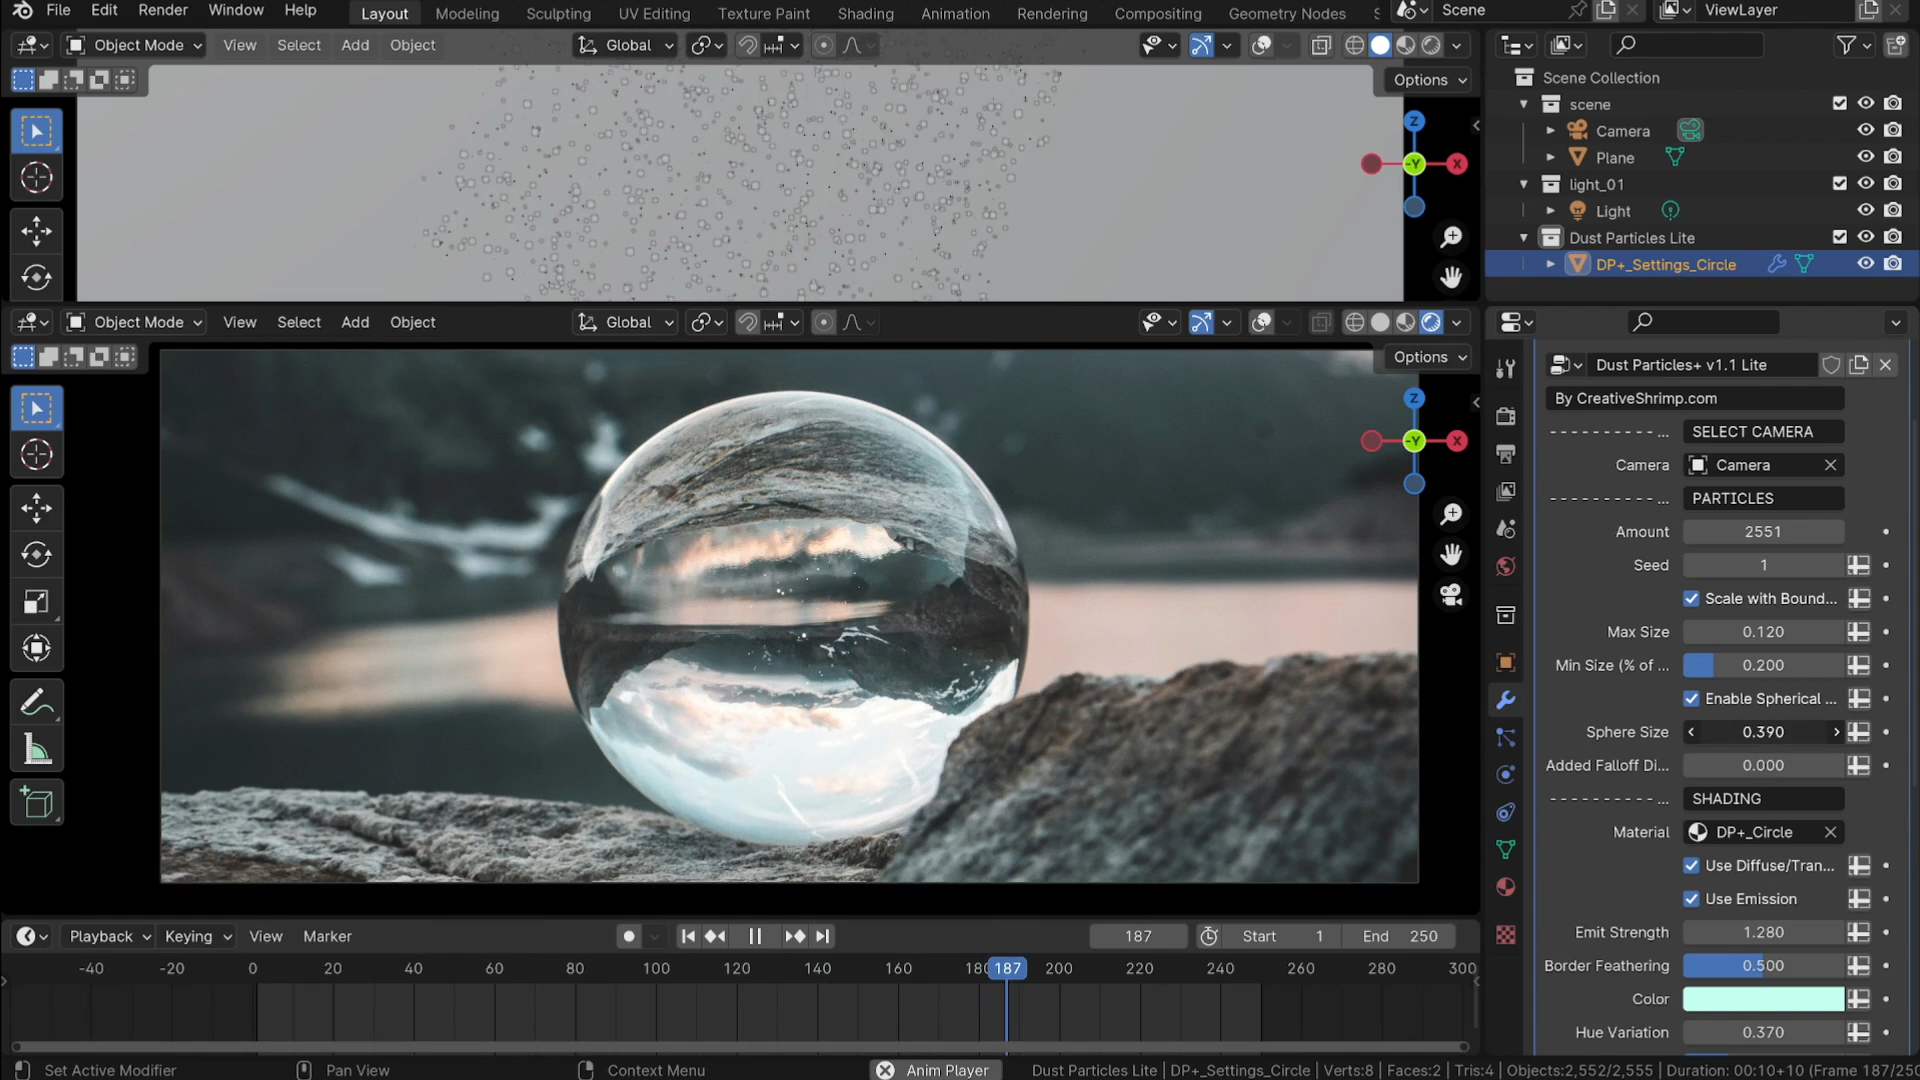 File Edit Render Window Help Layout Modeling Sculpting UV Editing Texture Paint Shading Animation Rendering Compositing Geometry Nodes Scene ViewLayer
Object Mode View Select Add Object Global
Options
Z
-Y X
Scene Collection
scene
Camera
Plane
light_01
Light
Dust Particles Lite
DP+_Settings_Circle
Object Mode View Select Add Object Global
Options
Z
-Y X
Dust Particles+ v1.1 Lite
By CreativeShrimp.com
- - - - - - - - - - ... SELECT CAMERA
Camera Camera
- - - - - - - - - - ... PARTICLES
Amount 2551
Seed 1
Scale with Bound...
Max Size 0.120
Min Size (% of ... 0.200
Enable Spherical ...
Sphere Size 0.390
Added Falloff Di... 0.000
- - - - - - - - - - ... SHADING
Material DP+_Circle
Use Diffuse/Tran...
Use Emission
Emit Strength 1.280
Border Feathering 0.500
Color
Hue Variation 0.370
Playback Keying View Marker 187 Start 1 End 250
-40 -20 0 20 40 60 80 100 120 140 160 180 187 200 220 240 260 280 300
Set Active Modifier Pan View Context Menu Anim Player Dust Particles Lite | DP+_Settings_Circle | Verts:8 | Faces:2 | Tris:4 | Objects:2,552/2,555 | Duration: 00:10+10 (Frame 187/250